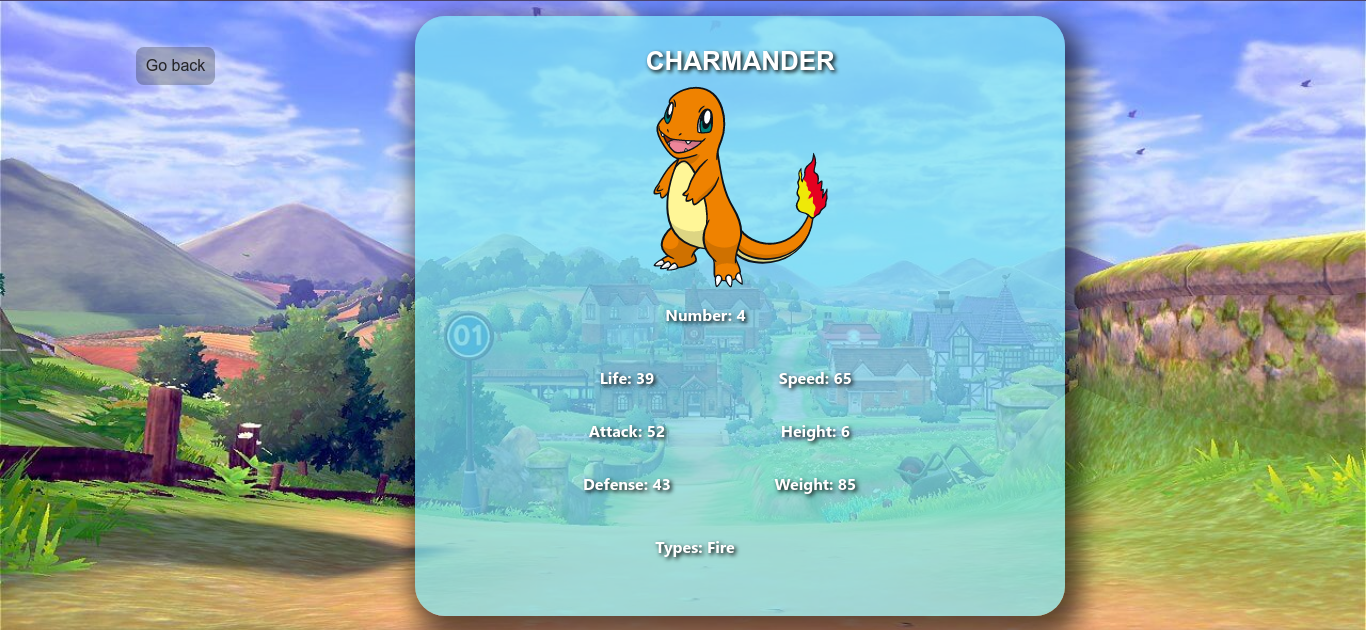 Go back
CHARMANDER
Number: 4
01
Life: 39
Speed: 65
Attack: 52
Height: 6
Defense: 43
Weight: 85
Types: Fire